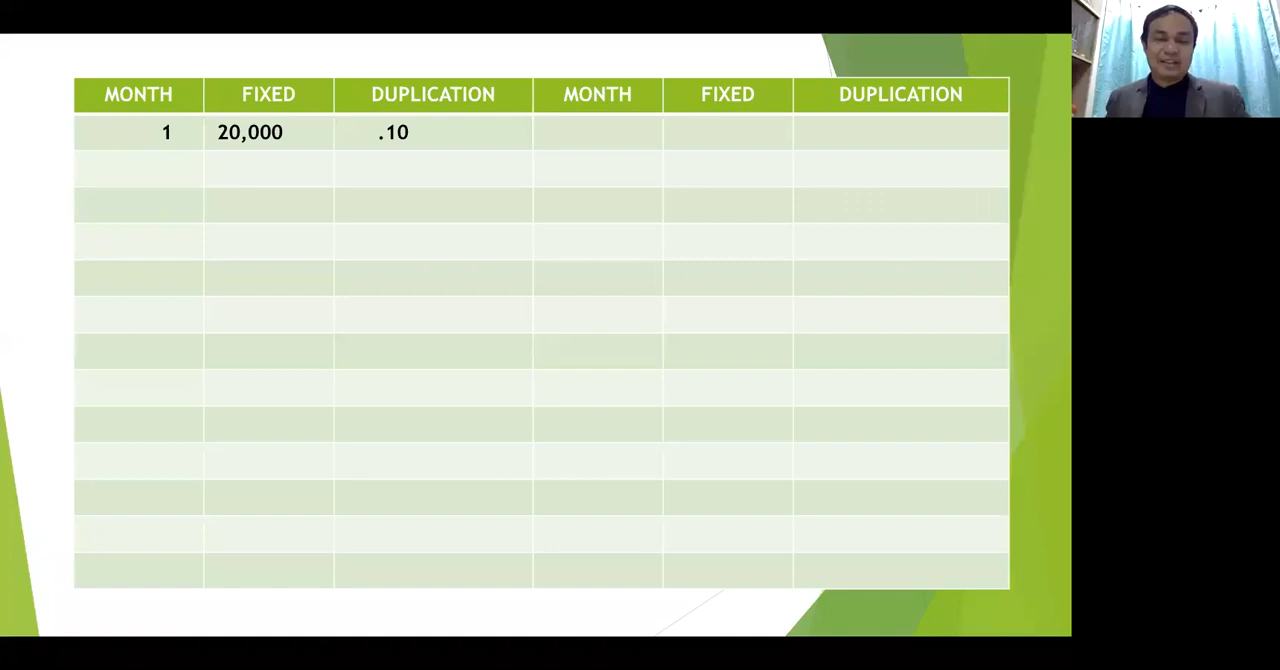 MONTH FIXED DUPLICATION MONTH FIXED DUPLICATION
1 20,000 .10